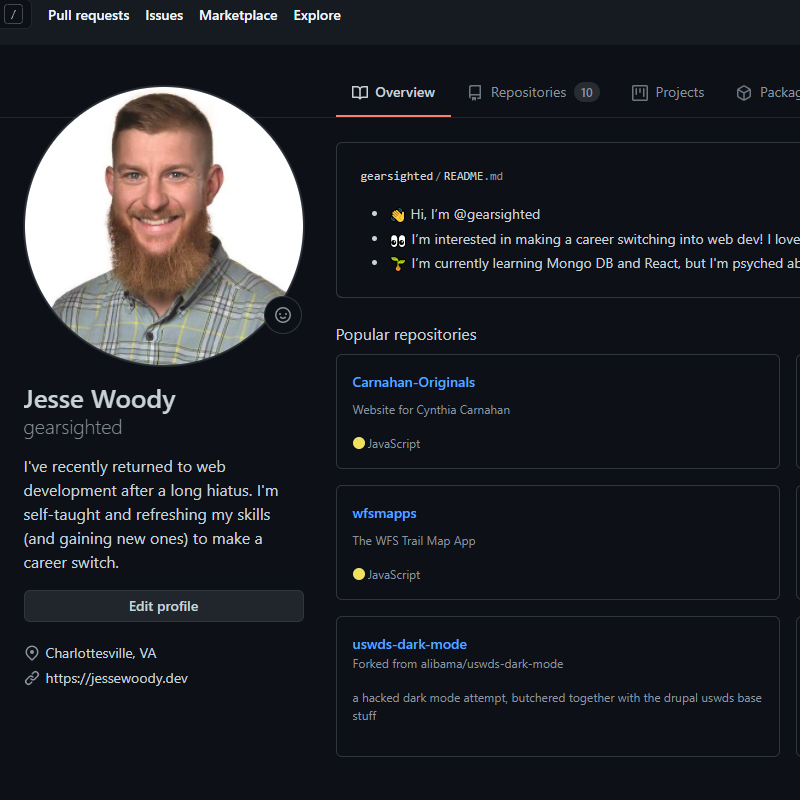 / Pull requests Issues Marketplace Explore
Overview Repositories 10 Projects
gearsighted/README.md
👋 Hi, I'm @gearsighted
👀 I'm interested in making a career switching into web dev! I love
🌱 I'm currently learning Mongo DB and React, but I'm psyched
Popular repositories
Carnahan-Originals
Website for Cynthia Carnahan
JavaScript
wfsmapps
The WFS Trail Map App
JavaScript
uswds-dark-mode
Forked from alibama/uswds-dark-mode
a hacked dark mode attempt, butchered together with the drupal uswds base
stuff
Jesse Woody
gearsighted
I've recently returned to web
development after a long hiatus. I'm
self-taught and refreshing my skills
(and gaining new ones) to make a
career switch.
Edit profile
Charlottesville, VA
https://jessewoody.dev